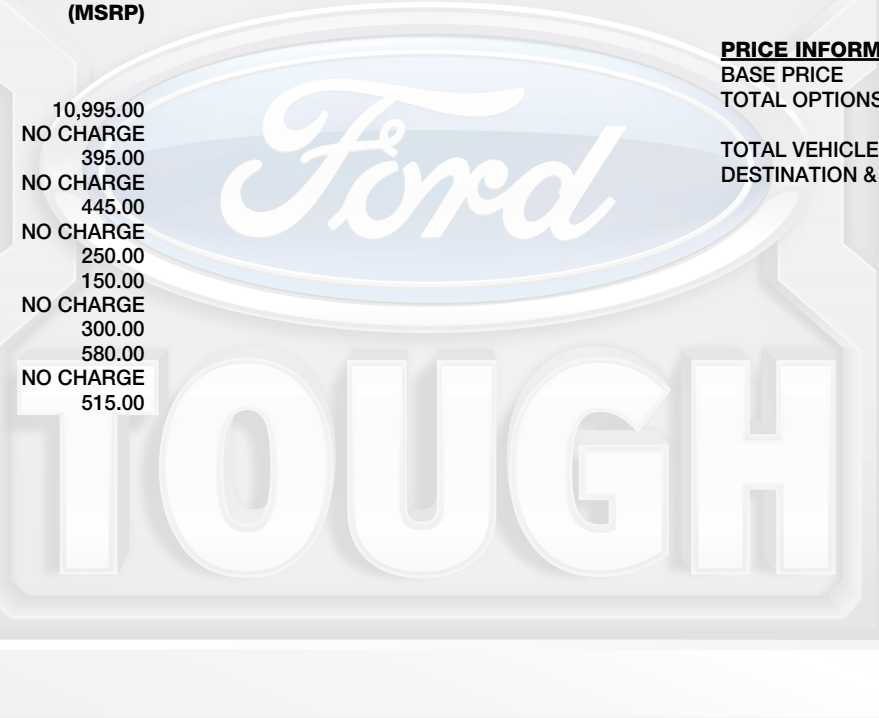 (MSRP)
10,995.00
NO CHARGE
395.00
NO CHARGE
445.00
NO CHARGE
250.00
150.00
NO CHARGE
300.00
580.00
NO CHARGE
515.00
PRICE INFORM
BASE PRICE
TOTAL OPTIONS
TOTAL VEHICLE
DESTINATION &
Ford
TOUGH